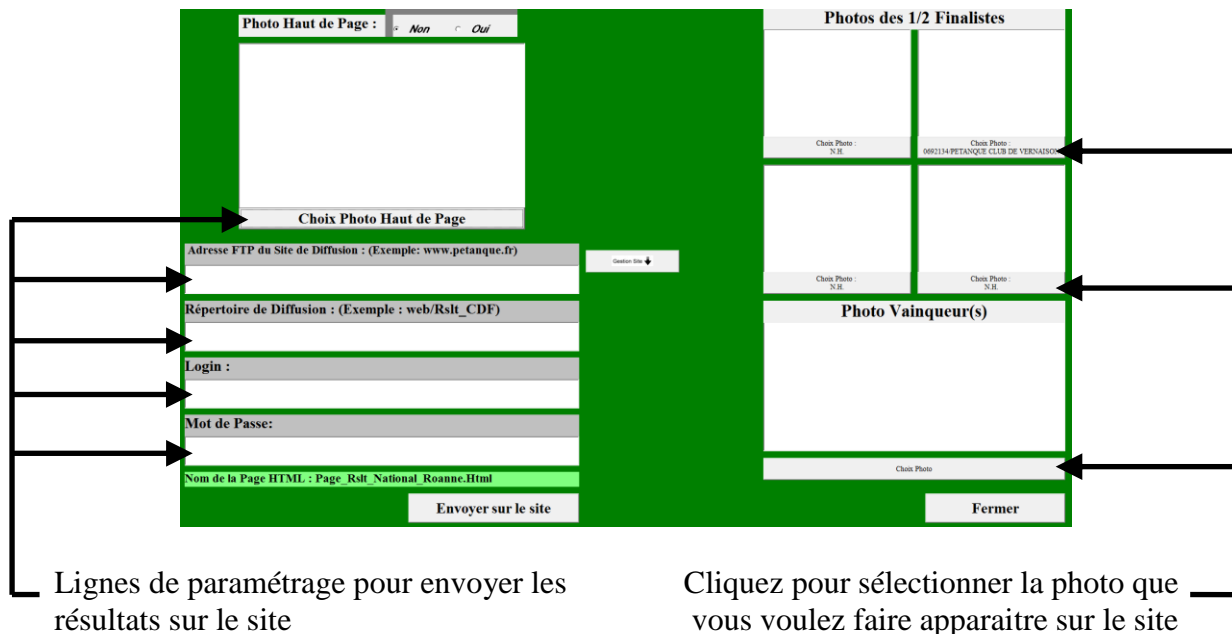 Photo Haut de Page :
Non Oui
Choix Photo Haut de Page
Adresse FTP du Site de Diffusion : (Exemple: www.petanque.fr)
Répertoire de Diffusion : (Exemple : web/Rslt_CDF)
Login :
Mot de Passe:
Nom de la Page HTML : Page_Rslt_National_Roanne.Html
Envoyer sur le site
Gestion Site
Photos des 1/2 Finalistes
Choix Photo :
N.H.
Choix Photo :
0692134/PETANQUE CLUB DE VERNAISON
Choix Photo :
N.H.
Choix Photo :
N.H.
Photo Vainqueur(s)
Choix Photo
Fermer
Lignes de paramétrage pour envoyer les
résultats sur le site
Cliquez pour sélectionner la photo que
vous voulez faire apparaitre sur le site